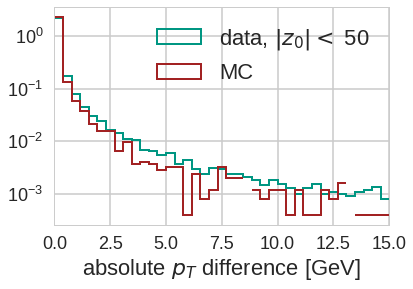 data, |z₀| < 50
MC
10⁰
10⁻¹
10⁻²
10⁻³
0.0 2.5 5.0 7.5 10.0 12.5 15.0
absolute p_T difference [GeV]